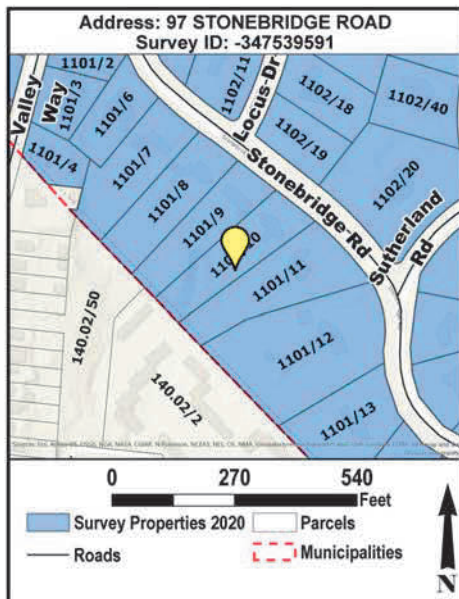 Address: 97 STONEBRIDGE ROAD
Survey ID: -347539591
1101/2
1102/11
Locus-Dr
1102/18
1102/40
Valley
Way
1101/3
1101/6
1102/19
1101/4
1101/7
Stonebridge-Rd
1102/20
1101/8
1101/9
Sutherland
Rd
1101/11
140.02/50
1101/12
140.02/2
1101/13
0 270 540
Feet
Survey Properties 2020
Parcels
Roads
Municipalities
N